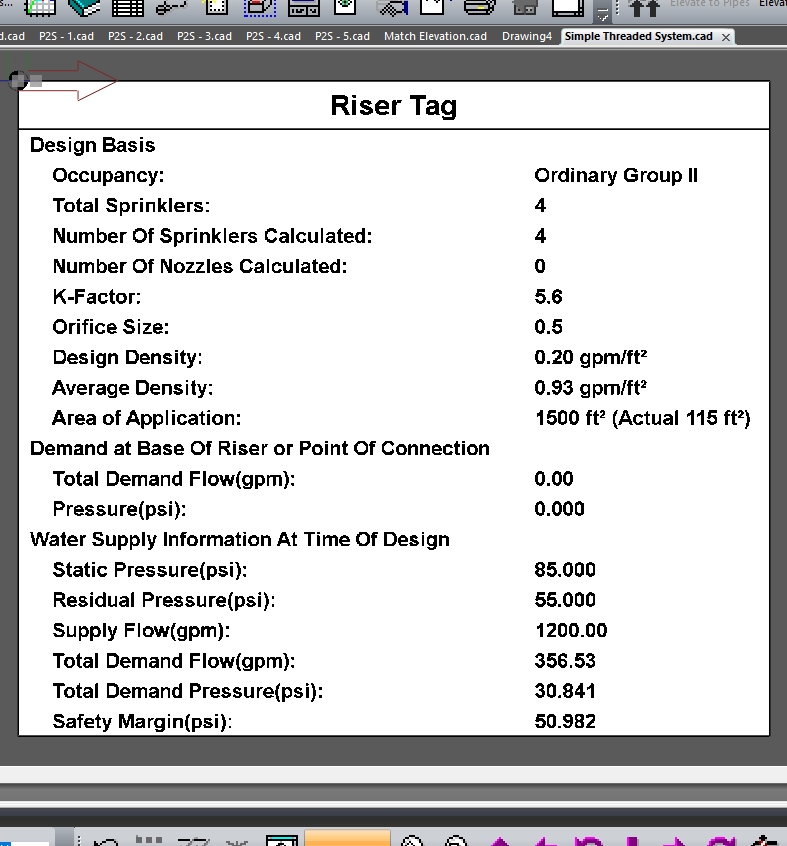 Elevate to Pipes Eleva
d.cad P2S - 1.cad P2S - 2.cad P2S - 3.cad P2S - 4.cad P2S - 5.cad Match Elevation.cad Drawing4 Simple Threaded System.cad
Riser Tag
Design Basis
Occupancy: Ordinary Group II
Total Sprinklers: 4
Number Of Sprinklers Calculated: 4
Number Of Nozzles Calculated: 0
K-Factor: 5.6
Orifice Size: 0.5
Design Density: 0.20 gpm/ft²
Average Density: 0.93 gpm/ft²
Area of Application: 1500 ft² (Actual 115 ft²)
Demand at Base Of Riser or Point Of Connection
Total Demand Flow(gpm): 0.00
Pressure(psi): 0.000
Water Supply Information At Time Of Design
Static Pressure(psi): 85.000
Residual Pressure(psi): 55.000
Supply Flow(gpm): 1200.00
Total Demand Flow(gpm): 356.53
Total Demand Pressure(psi): 30.841
Safety Margin(psi): 50.982